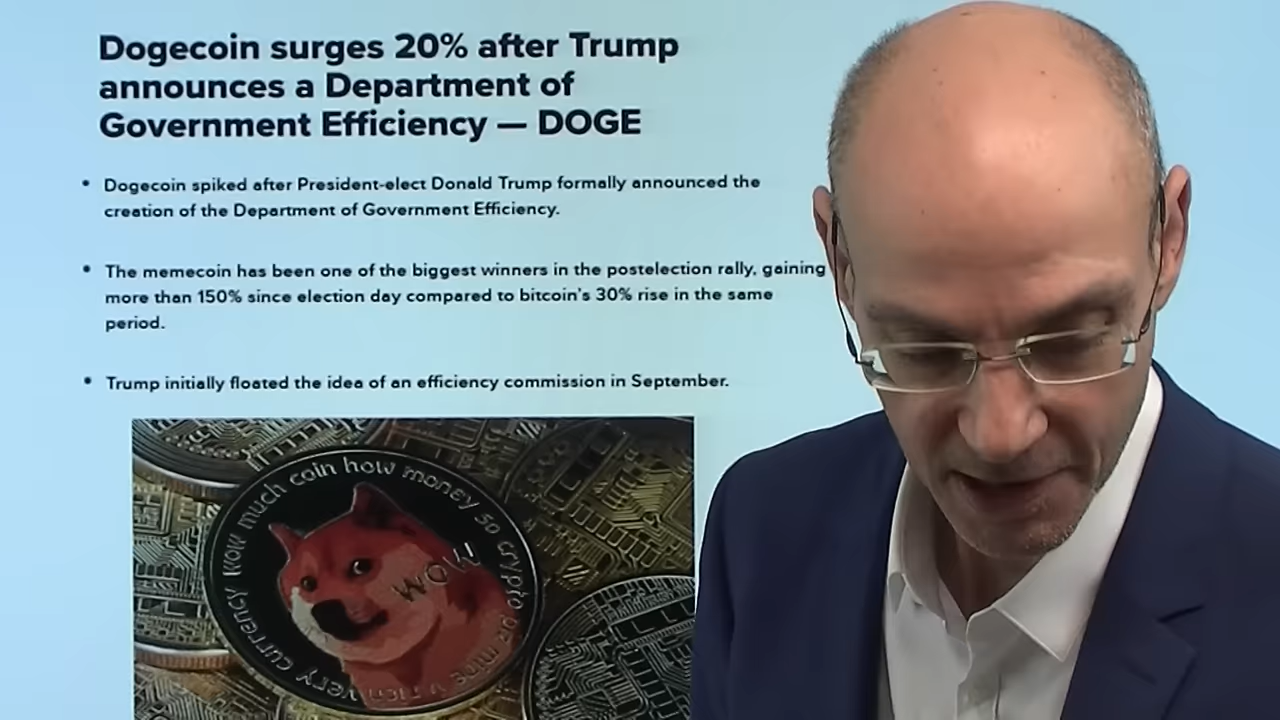 Dogecoin surges 20% after Trump
announces a Department of
Government Efficiency — DOGE
• Dogecoin spiked after President-elect Donald Trump formally announced the
creation of the Department of Government Efficiency.
• The memecoin has been one of the biggest winners in the postelection rally, gaining
more than 150% since election day compared to bitcoin's 30% rise in the same
period.
• Trump initially floated the idea of an efficiency commission in September.
very currency wow much coin how money so crypto
WOW